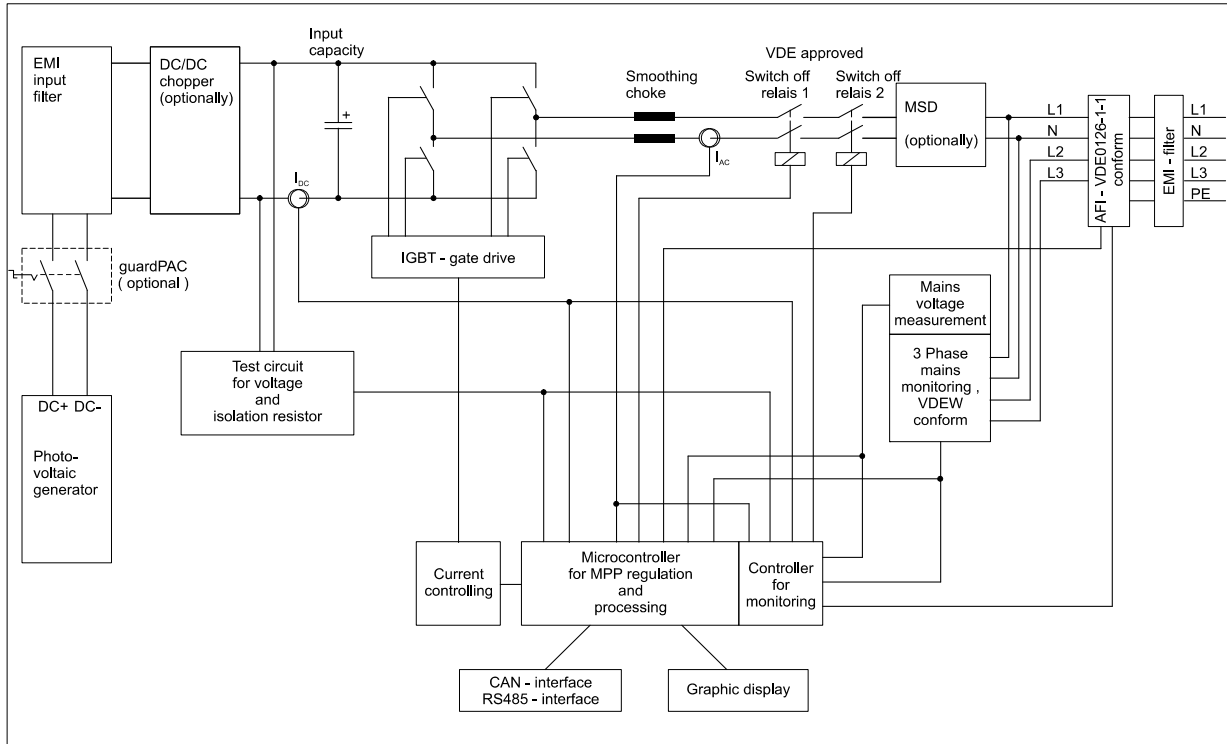 EMI
input
filter
DC/DC
chopper
(optionally)
Input
capacity
+
Smoothing
choke
VDE approved
Switch off
relais 1
Switch off
relais 2
MSD
(optionally)
L1
N
L2
L3
AFI - VDE0126-1-1
conform
EMI - filter
L1
N
L2
L3
PE
I DC
I AC
IGBT - gate drive
guardPAC
( optional )
Mains
voltage
measurement
3 Phase
mains
monitoring ,
VDEW
conform
Test circuit
for voltage
and
isolation resistor
DC+ DC-
Photo-
voltaic
generator
Current
controlling
Microcontroller
for MPP regulation
and
processing
Controller
for
monitoring
CAN - interface
RS485 - interface
Graphic display